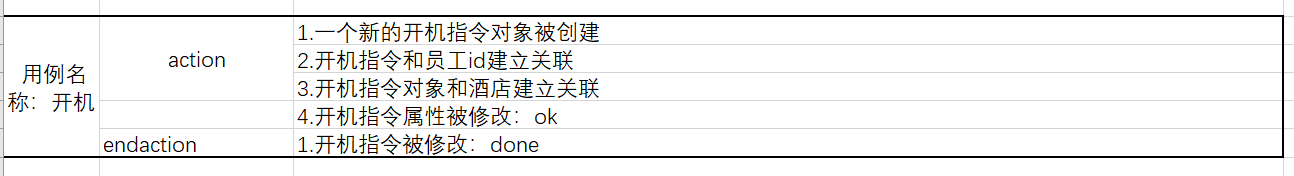 用例名
称：开机
action
1.一个新的开机指令对象被创建
2.开机指令和员工id建立关联
3.开机指令对象和酒店建立关联
4.开机指令属性被修改：ok
endaction
1.开机指令被修改：done